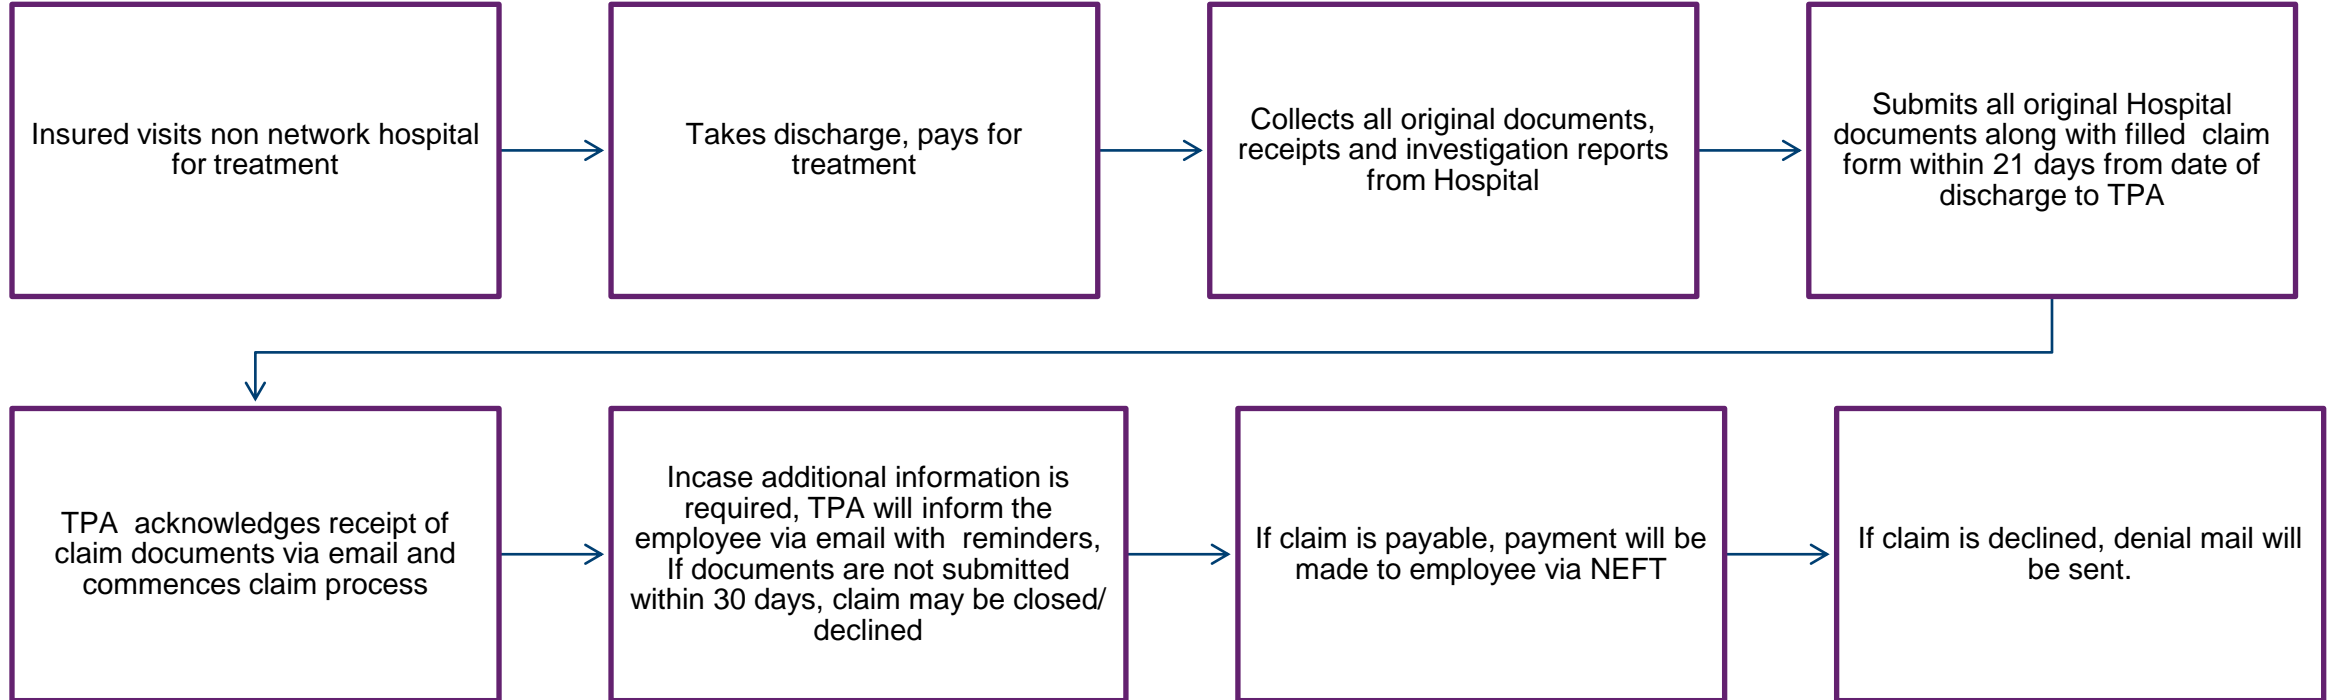 Insured visits non network hospital
for treatment
Takes discharge, pays for
treatment
Collects all original documents,
receipts and investigation reports
from Hospital
Submits all original Hospital
documents along with filled  claim
form within 21 days from date of
discharge to TPA
TPA  acknowledges receipt of
claim documents via email and
commences claim process
Incase additional information is
required, TPA will inform the
employee via email with  reminders,
If documents are not submitted
within 30 days, claim may be closed/
declined
If claim is payable, payment will be
made to employee via NEFT
If claim is declined, denial mail will
be sent.